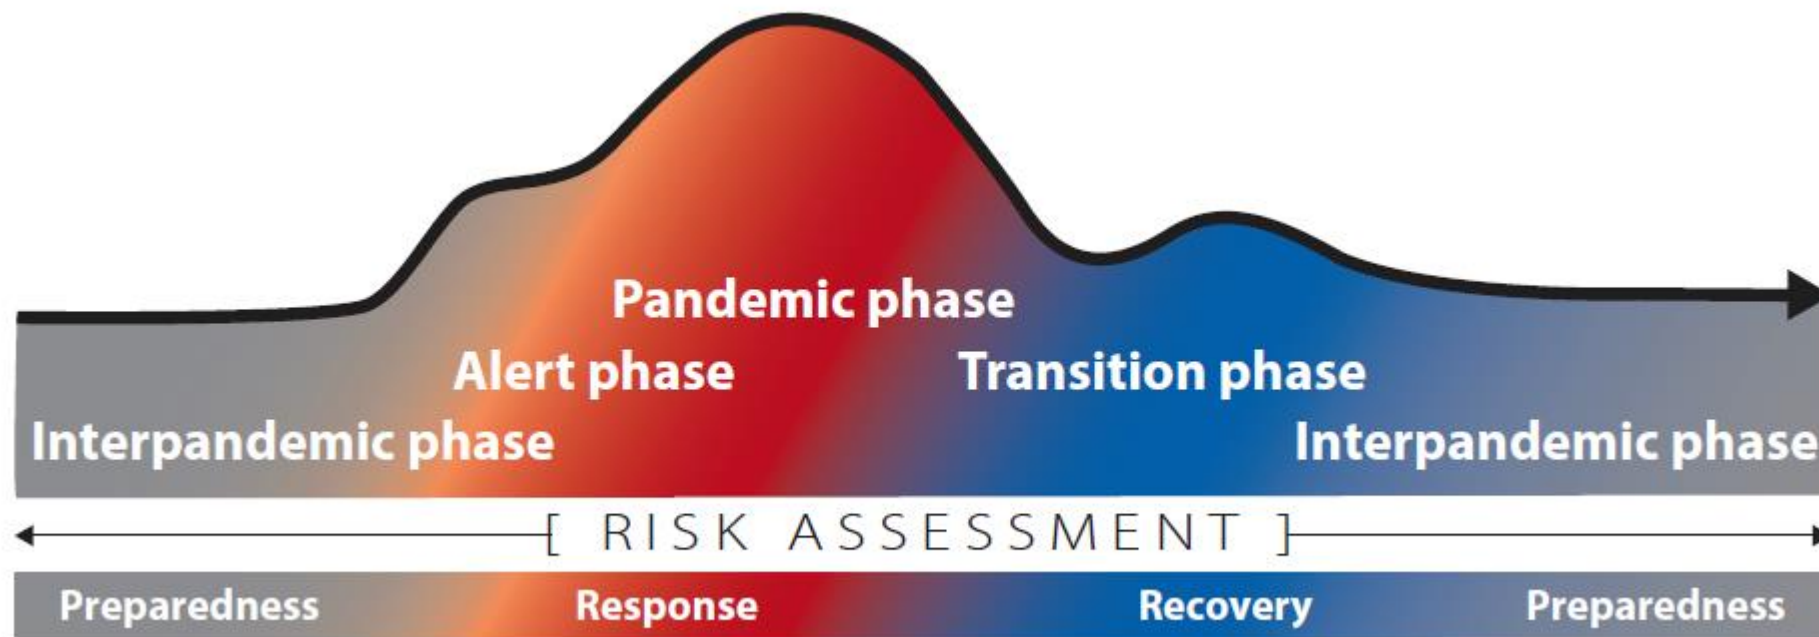 Pandemic phase
Alert phase
Transition phase
Interpandemic phase
Interpandemic phase
[ RISK ASSESSMENT ]
Preparedness
Response
Recovery
Preparedness